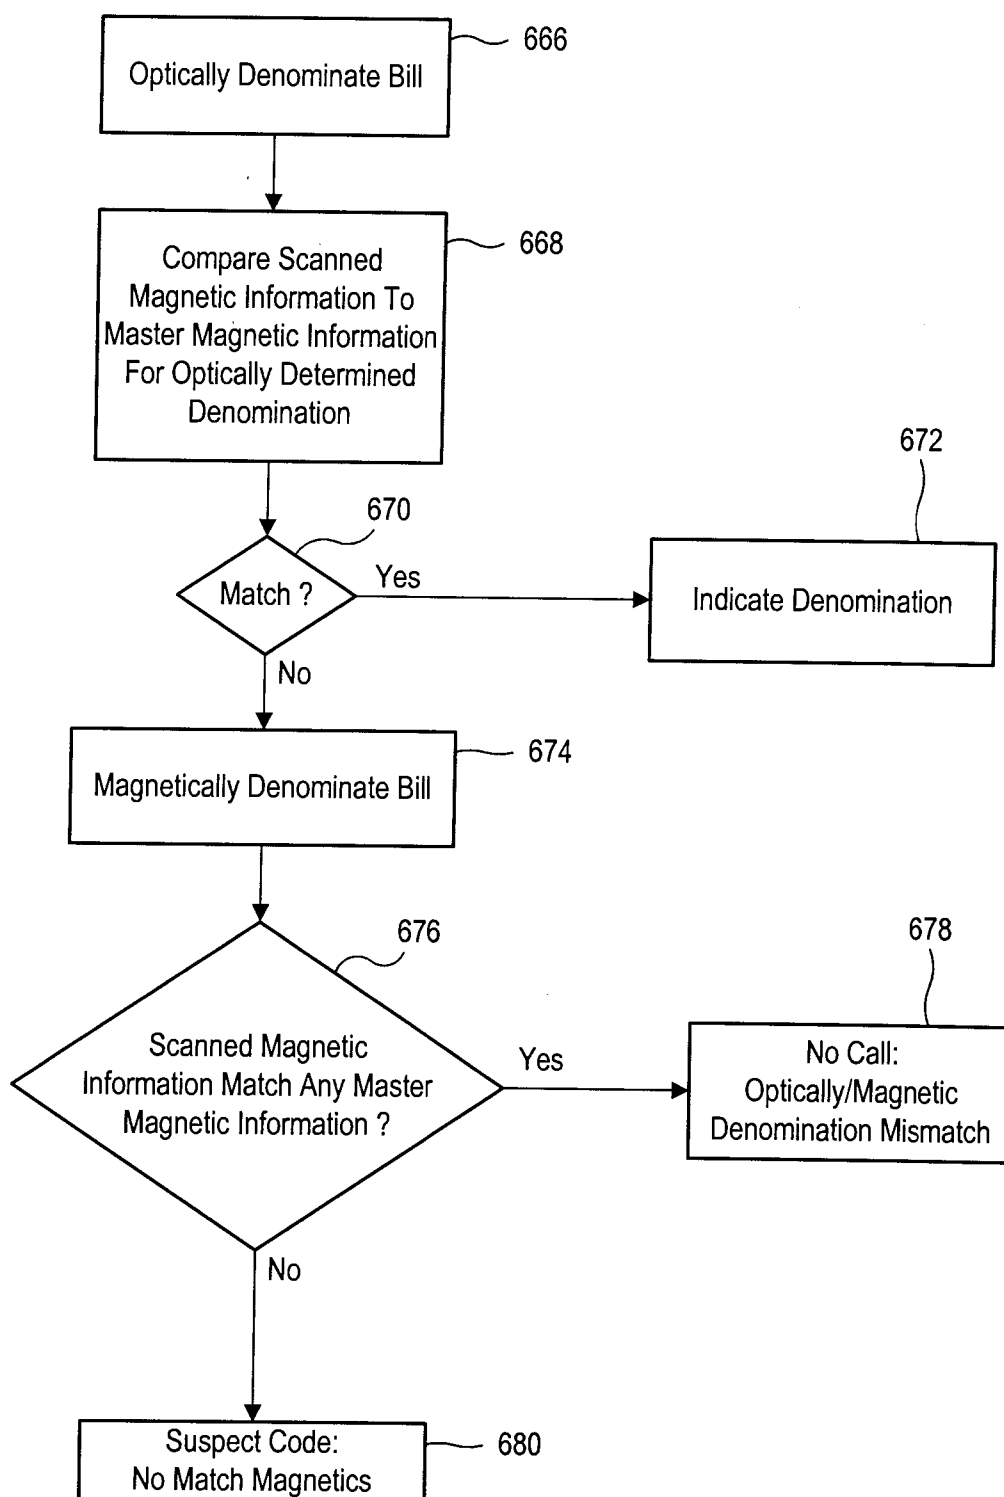 666
Optically Denominate Bill
668
Compare Scanned
Magnetic Information To
Master Magnetic Information
For Optically Determined
Denomination
672
670
Match ?
Yes
Indicate Denomination
No
674
Magnetically Denominate Bill
676
678
Scanned Magnetic
Information Match Any Master
Magnetic Information ?
Yes
No Call:
Optically/Magnetic
Denomination Mismatch
No
Suspect Code:
No Match Magnetics
680